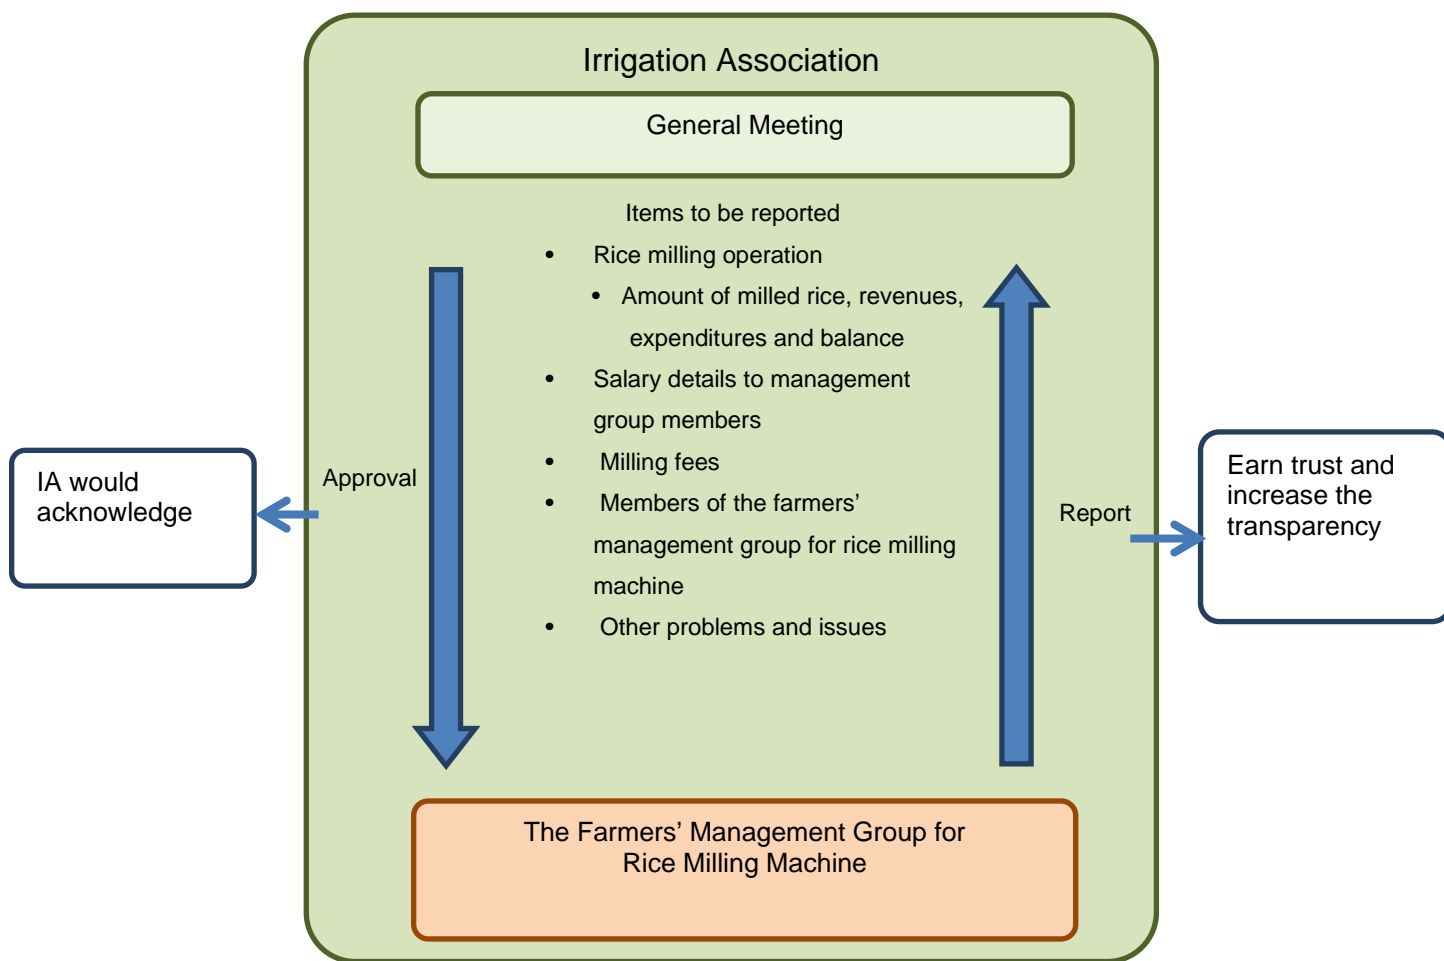 Irrigation Association
General Meeting
Items to be reported
• Rice milling operation
• Amount of milled rice, revenues,
expenditures and balance
• Salary details to management
group members
• Milling fees
• Members of the farmers’
management group for rice milling
machine
• Other problems and issues
Approval
IA would
acknowledge
Report
Earn trust and
increase the
transparency
The Farmers’ Management Group for
Rice Milling Machine